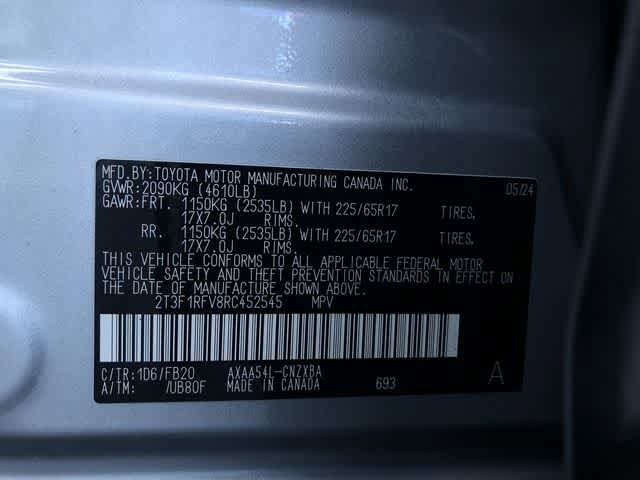 MFD.BY:TOYOTA MOTOR MANUFACTURING CANADA INC.
GVWR:2090KG (4610LB) 05/24
GAWR:FRT. 1150KG (2535LB) WITH 225/65R17 TIRES.
17X7.0J RIMS.
RR. 1150KG (2535LB) WITH 225/65R17 TIRES.
17X7.0J RIMS.
THIS VEHICLE CONFORMS TO ALL APPLICABLE FEDERAL MOTOR
VEHICLE SAFETY AND THEFT PREVENTION STANDARDS IN EFFECT ON
THE DATE OF MANUFACTURE SHOWN ABOVE.
2T3F1RFV8RC452545 MPV
C/TR:1D6/FB20 AXAA54L-CNZXBA
A/TM: /UB80F MADE IN CANADA 693 A